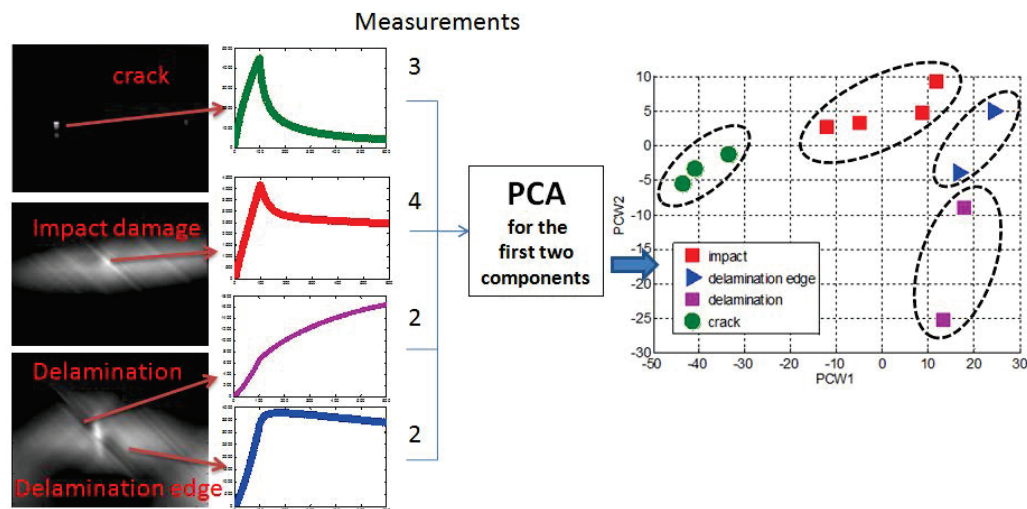 Measurements
crack
3
Impact damage
4
Delamination
2
Delamination edge
2
PCA
for the
first two
components
PCW2
10
5
0
-5
-10
-15
-20
-25
-30
impact
delamination edge
delamination
crack
-50 -40 -30 -20 -10 0 10 20 30
PCW1